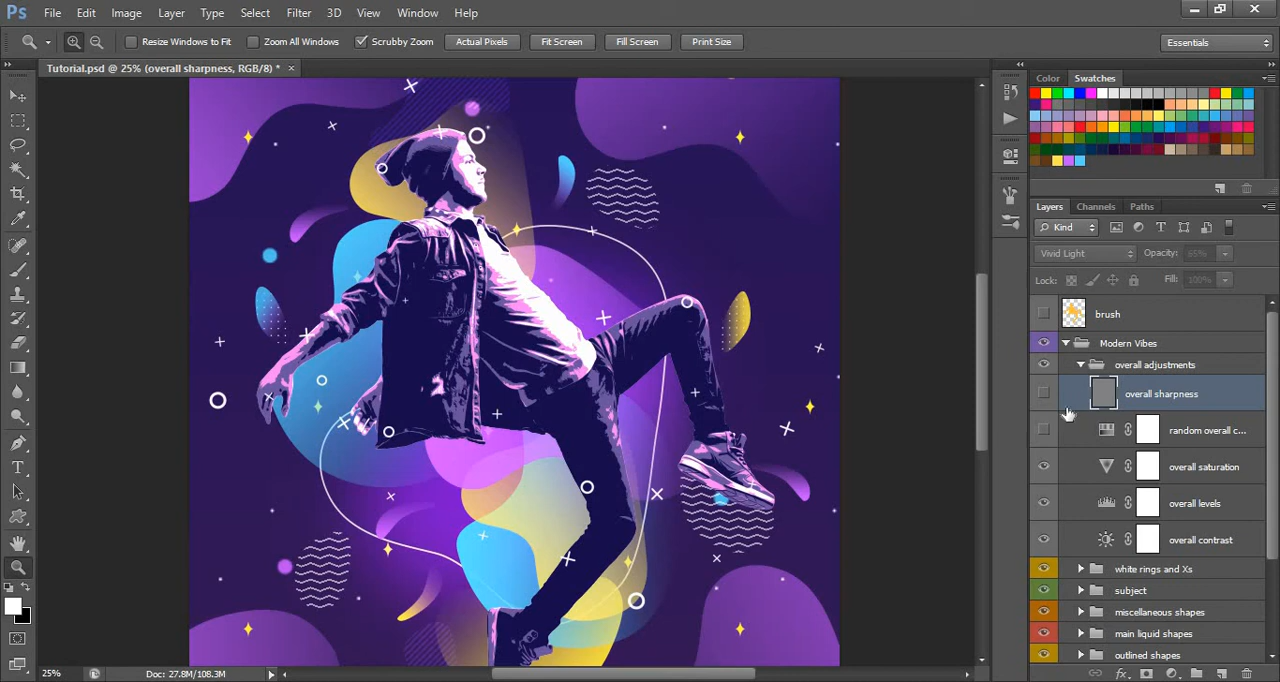 Ps File Edit Image Layer Type Select Filter 3D View Window Help
Resize Windows to Fit Zoom All Windows Scrubby Zoom Actual Pixels Fit Screen Fill Screen Print Size Essentials
Tutorial.psd @ 25% (overall sharpness, RGB/8) *
Color Swatches
Layers Channels Paths
Kind
Vivid Light Opacity: 65%
Lock: Fill: 100%
brush
Modern Vibes
overall adjustments
overall sharpness
random overall c...
overall saturation
overall levels
overall contrast
white rings and Xs
subject
miscellaneous shapes
main liquid shapes
outlined shapes
25% Doc: 27.8M/108.3M